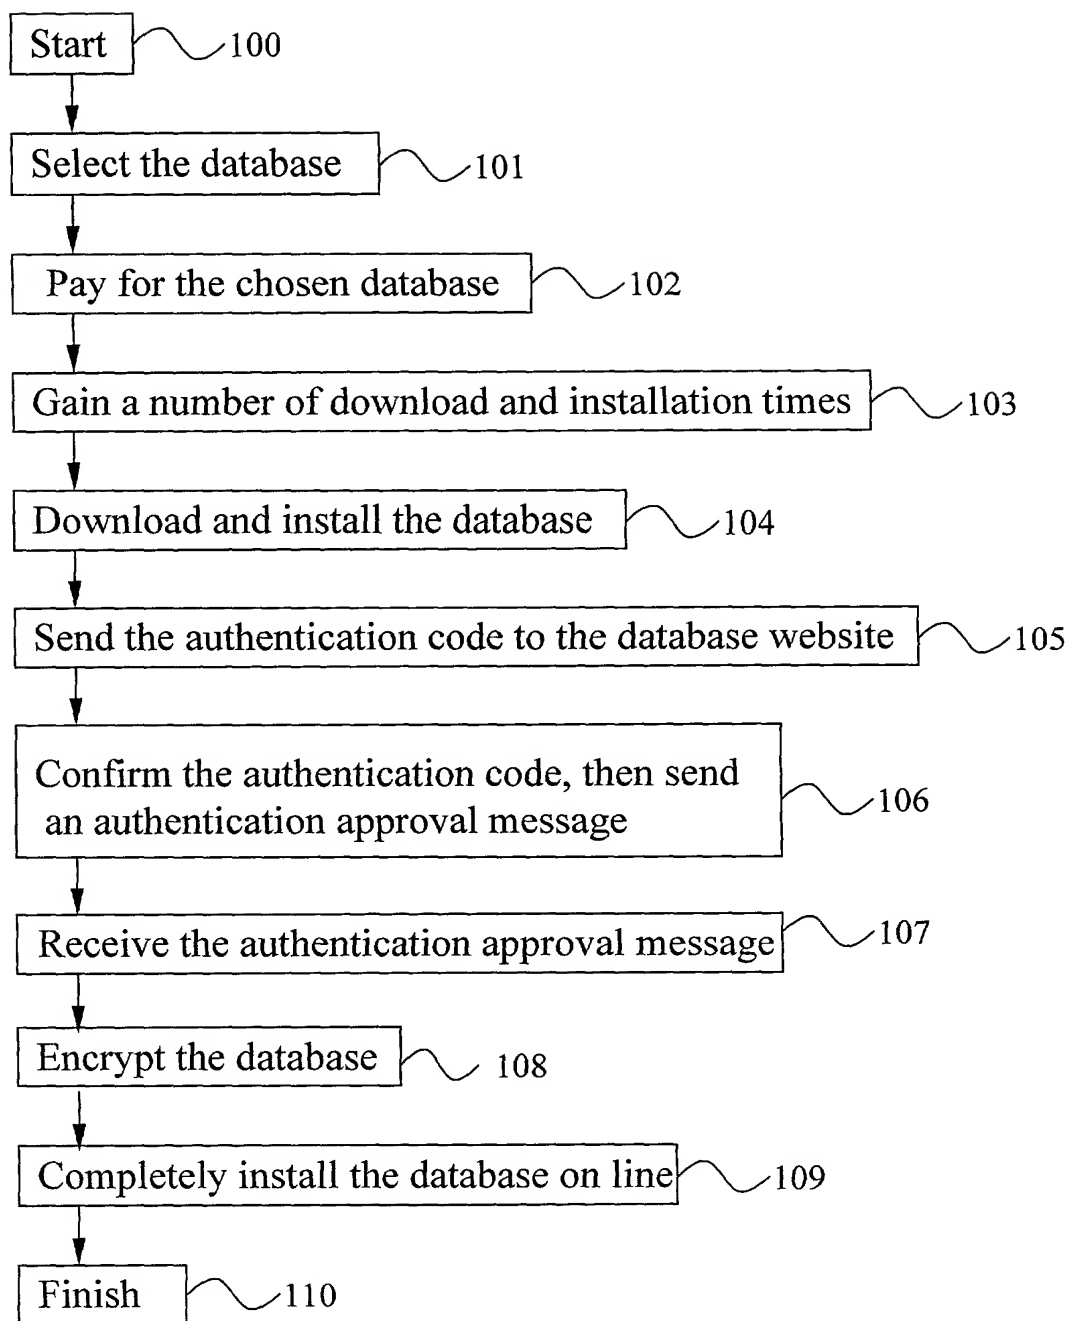 Start
100
Select the database
101
Pay for the chosen database
102
Gain a number of download and installation times
103
Download and install the database
104
Send the authentication code to the database website
105
Confirm the authentication code, then send
an authentication approval message
106
Receive the authentication approval message
107
Encrypt the database
108
Completely install the database on line
109
Finish
110